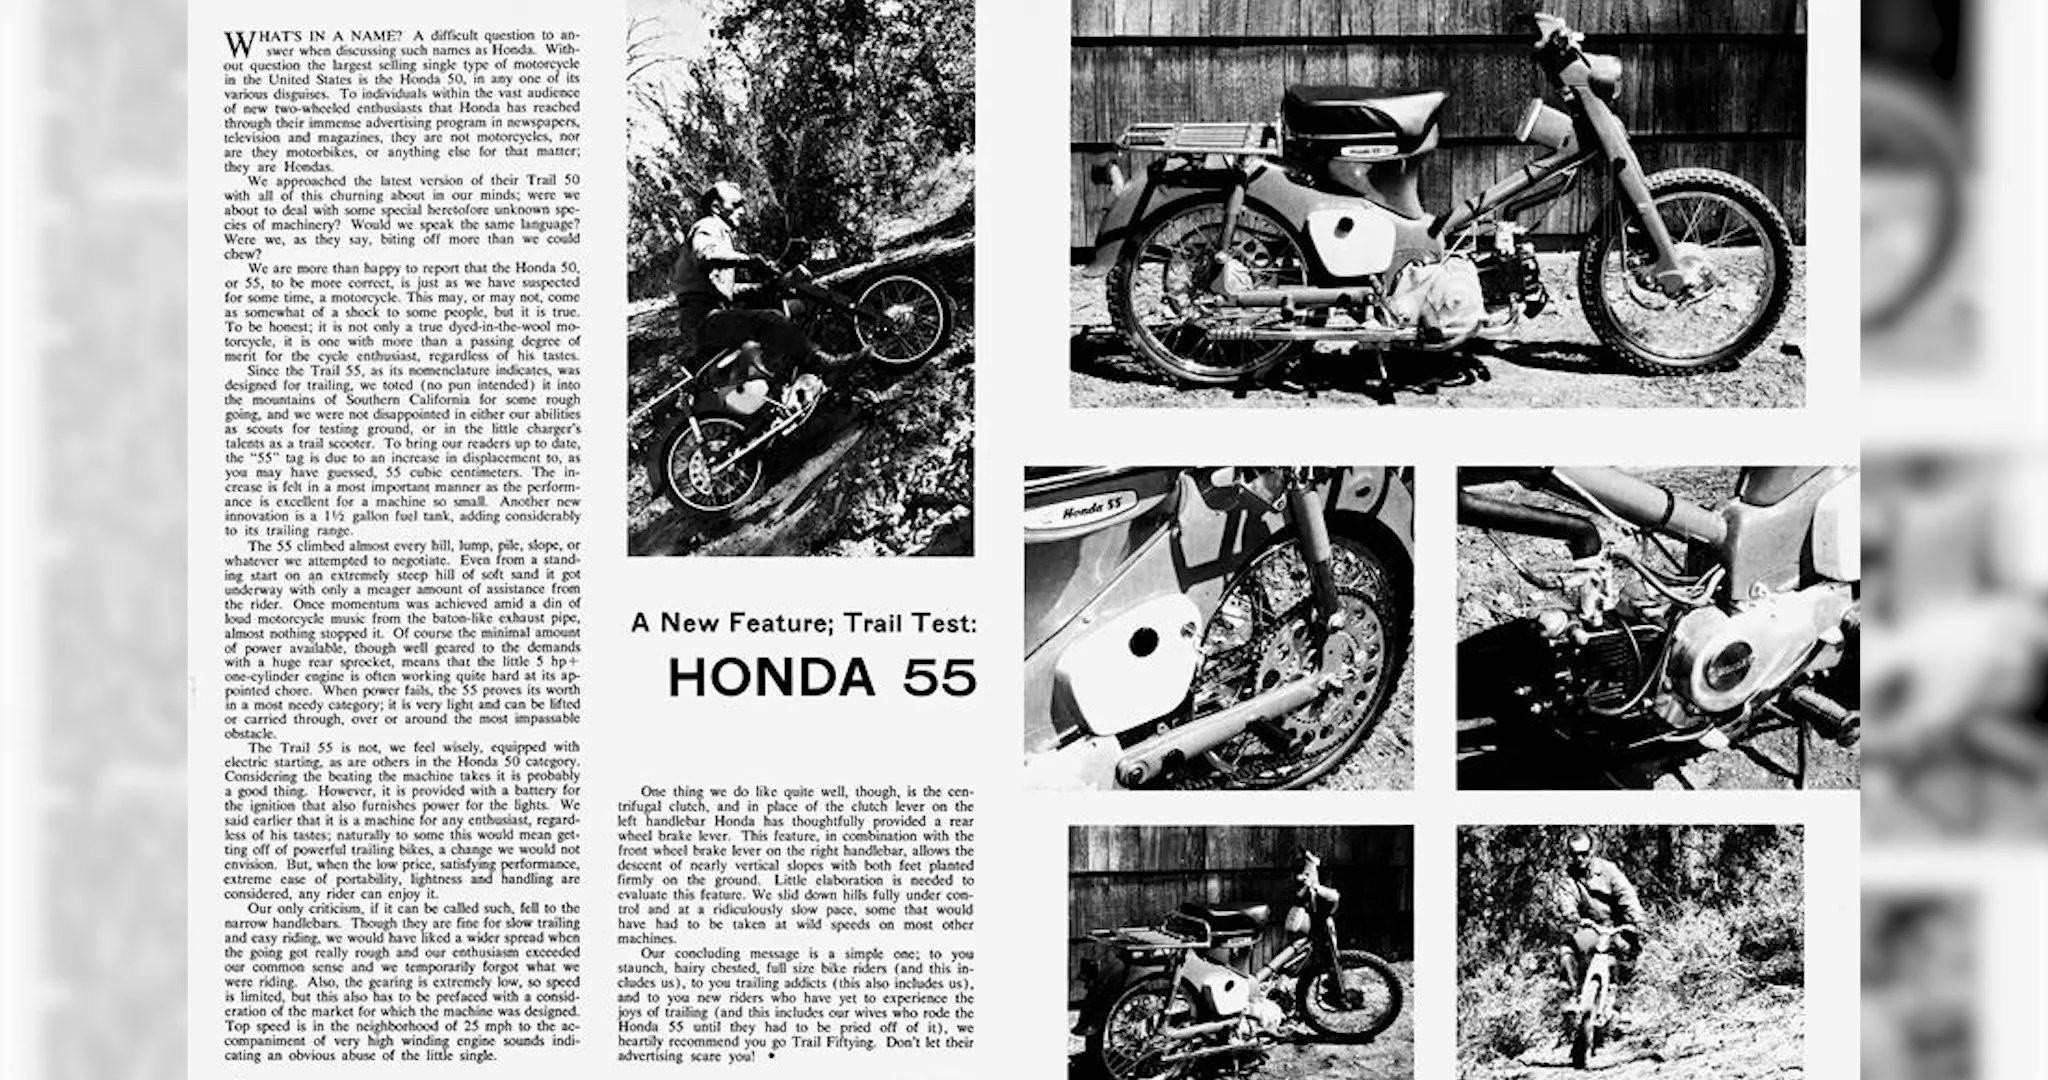 WHAT'S IN A NAME? A difficult question to an-
swer when discussing such names as Honda. With-
out question the largest selling single type of motorcycle
in the United States is the Honda 50, in any one of its
various disguises. To individuals within the vast audience
of new two-wheeled enthusiasts that Honda has reached
through their immense advertising program in newspapers,
television and magazines, they are not motorcycles, nor
are they motorbikes, or anything else for that matter;
they are Hondas.
We approached the latest version of their Trail 50
with all of this churning about in our minds; were we
about to deal with some special heretofore unknown spe-
cies of machinery? Would we speak the same language?
Were we, as they say, biting off more than we could
chew?
We are more than happy to report that the Honda 50,
or 55, to be more correct, is just as we have suspected
for some time, a motorcycle. This may, or may not, come
as somewhat of a shock to some people, but it is true.
To be honest; it is not only a true dyed-in-the-wool mo-
torcycle, it is one with more than a passing degree of
merit for the cycle enthusiast, regardless of his tastes.
Since the Trail 55, as its nomenclature indicates, was
designed for trailing, we toted (no pun intended) it into
the mountains of Southern California for some rough
going, and we were not disappointed in either our abilities
as scouts for testing ground, or in the little charger's
talents as a trail scooter. To bring our readers up to date,
the "55" tag is due to an increase in displacement to, as
you may have guessed, 55 cubic centimeters. The in-
crease is felt in a most important manner as the perform-
ance is excellent for a machine so small. Another new
innovation is a 1½ gallon fuel tank, adding considerably
to its trailing range.
The 55 climbed almost every hill, lump, pile, slope, or
whatever we attempted to negotiate. Even from a stand-
ing start on an extremely steep hill of soft sand it got
underway with only a meager amount of assistance from
the rider. Once momentum was achieved amid a din of
loud motorcycle music from the baton-like exhaust pipe,
almost nothing stopped it. Of course the minimal amount
of power available, though well geared to the demands
with a huge rear sprocket, means that the little 5 hp+
one-cylinder engine is often working quite hard at its ap-
pointed chore. When power fails, the 55 proves its worth
in a most needy category; it is very light and can be lifted
or carried through, over or around the most impassable
obstacle.
The Trail 55 is not, we feel wisely, equipped with
electric starting, as are others in the Honda 50 category.
Considering the beating the machine takes it is probably
a good thing. However, it is provided with a battery for
the ignition that also furnishes power for the lights. We
said earlier that it is a machine for any enthusiast, regard-
less of his tastes; naturally to some this would mean get-
ting off of powerful trailing bikes, a change we would not
envision. But, when the low price, satisfying performance,
extreme ease of portability, lightness and handling are
considered, any rider can enjoy it.
Our only criticism, if it can be called such, fell to the
narrow handlebars. Though they are fine for slow trailing
and easy riding, we would have liked a wider spread when
the going got really rough and our enthusiasm exceeded
our common sense and we temporarily forgot what we
were riding. Also, the gearing is extremely low, so speed
is limited, but this also has to be prefaced with a consid-
eration of the market for which the machine was designed.
Top speed is in the neighborhood of 25 mph to the ac-
companiment of very high winding engine sounds indi-
cating an obvious abuse of the little single.
A New Feature; Trail Test:
HONDA 55
One thing we do like quite well, though, is the cen-
trifugal clutch, and in place of the clutch lever on the
left handlebar Honda has thoughtfully provided a rear
wheel brake lever. This feature, in combination with the
front wheel brake lever on the right handlebar, allows the
descent of nearly vertical slopes with both feet planted
firmly on the ground. Little elaboration is needed to
evaluate this feature. We slid down hills fully under con-
trol and at a ridiculously slow pace, some that would
have had to be taken at wild speeds on most other
machines.
Our concluding message is a simple one; to you
staunch, hairy chested, full size bike riders (and this in-
cludes us), to you trailing addicts (this also includes us),
and to you new riders who have yet to experience the
joys of trailing (and this includes our wives who rode the
Honda 55 until they had to be pried off of it), we
heartily recommend you go Trail Fiftying. Don't let their
advertising scare you! •
Honda 55